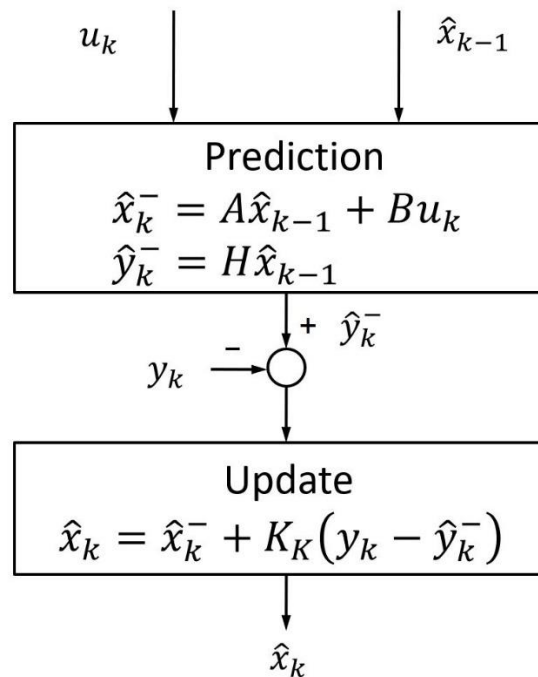 u_k x̂_{k−1}
Prediction
x̂_k^− = Ax̂_{k−1} + Bu_k
ŷ_k^− = Hx̂_{k−1}
+ ŷ_k^−
−
y_k
Update
x̂_k = x̂_k^− + K_K(y_k − ŷ_k^−)
x̂_k